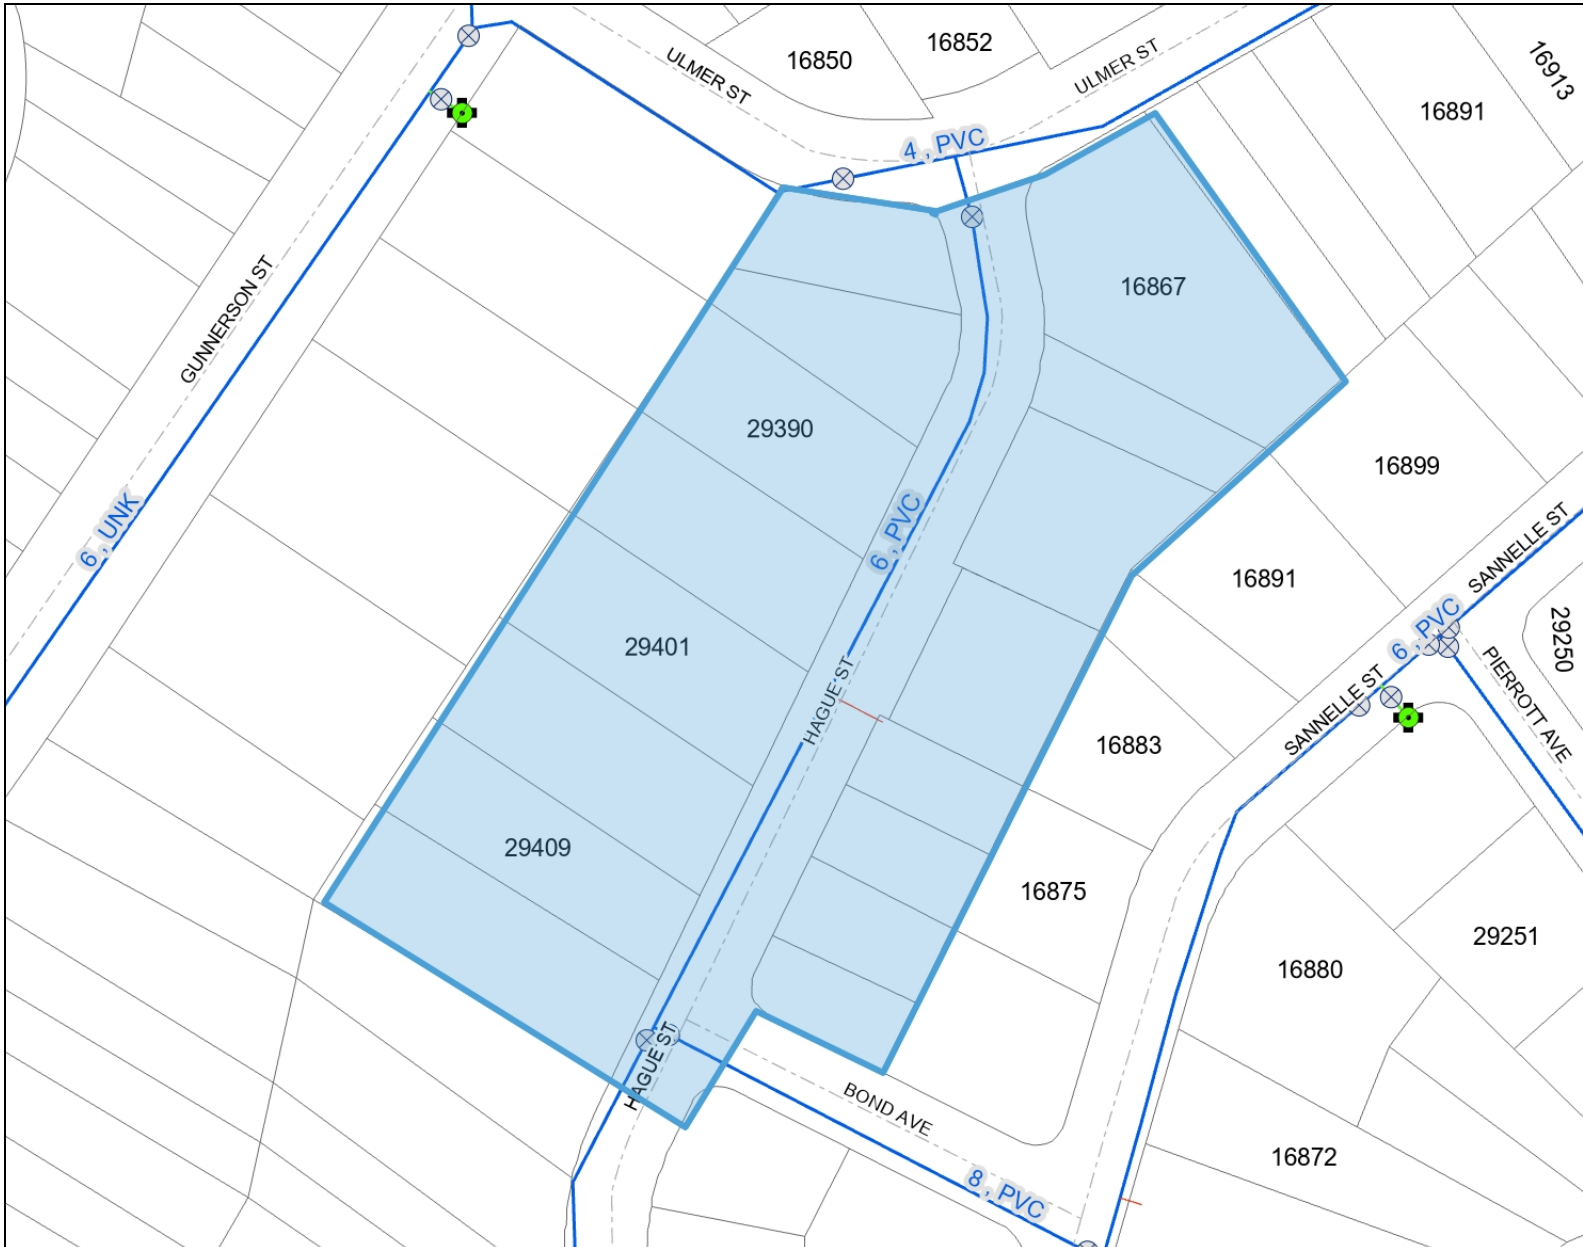 16850
16852
ULMER ST
ULMER ST
16913
16891
4 , PVC
GUNNERSON ST
16867
29390
16899
6 , UNK
6 , PVC
SANNELLE ST
16891
6 , PVC
29250
29401
HAGUE ST
PIERROTT AVE
SANNELLE ST
16883
29409
16875
29251
16880
HAGUE ST
BOND AVE
16872
8 , PVC